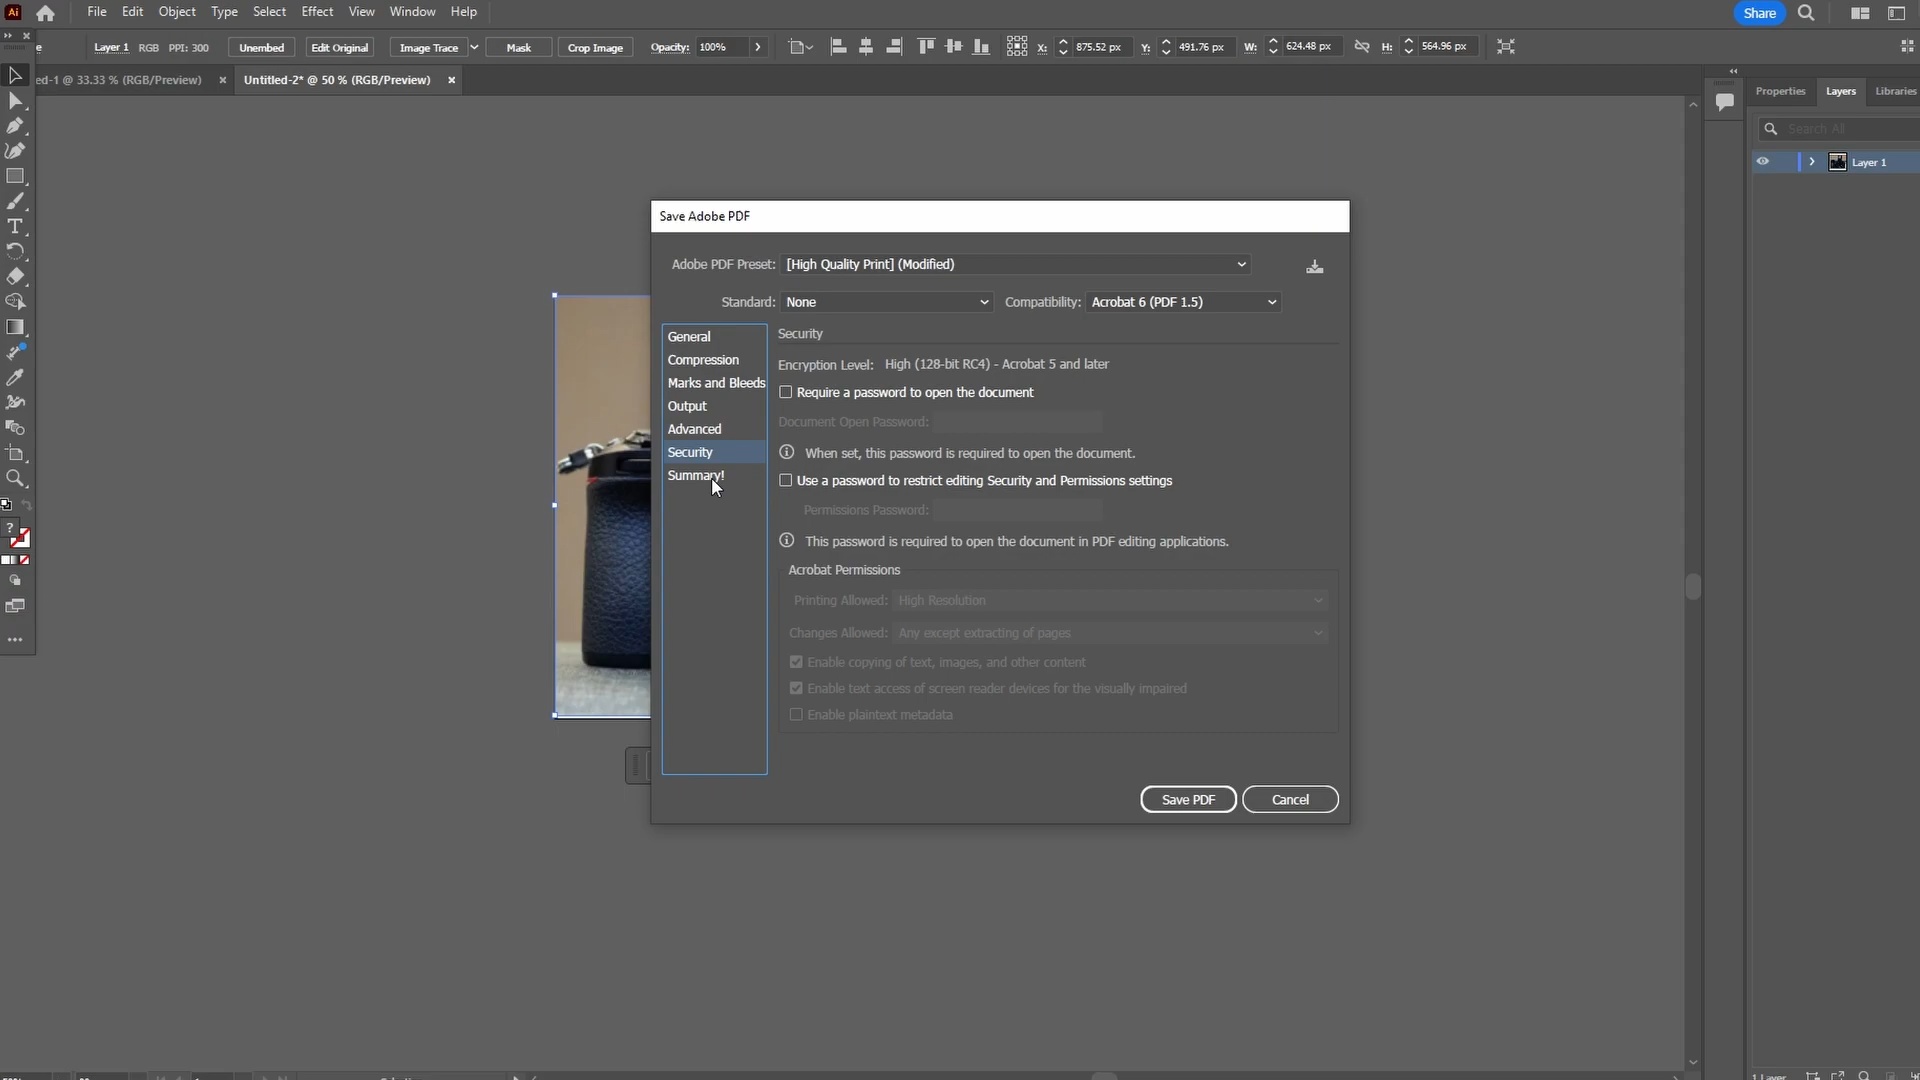 Ai File Edit Object Type Select Effect View Window Help Share
e Layer 1 RGB PPI: 300 Unembed Edit Original Image Trace Mask Crop Image Opacity: 100% X: 875.52 px Y: 491.76 px W: 624.48 px H: 564.96 px
ed-1 @ 33.33 % (RGB/Preview) × Untitled-2* @ 50 % (RGB/Preview) ×
Properties Layers Libraries
Search All
Layer 1
Save Adobe PDF
Adobe PDF Preset: [High Quality Print] (Modified)
Standard: None Compatibility: Acrobat 6 (PDF 1.5)
General
Compression
Marks and Bleeds
Output
Advanced
Security
Summary!
Security
Encryption Level: High (128-bit RC4) - Acrobat 5 and later
Require a password to open the document
Document Open Password:
When set, this password is required to open the document.
Use a password to restrict editing Security and Permissions settings
Permissions Password:
This password is required to open the document in PDF editing applications.
Acrobat Permissions
Printing Allowed: High Resolution
Changes Allowed: Any except extracting of pages
Enable copying of text, images, and other content
Enable text access of screen reader devices for the visually impaired
Enable plaintext metadata
Save PDF Cancel
1 Layer